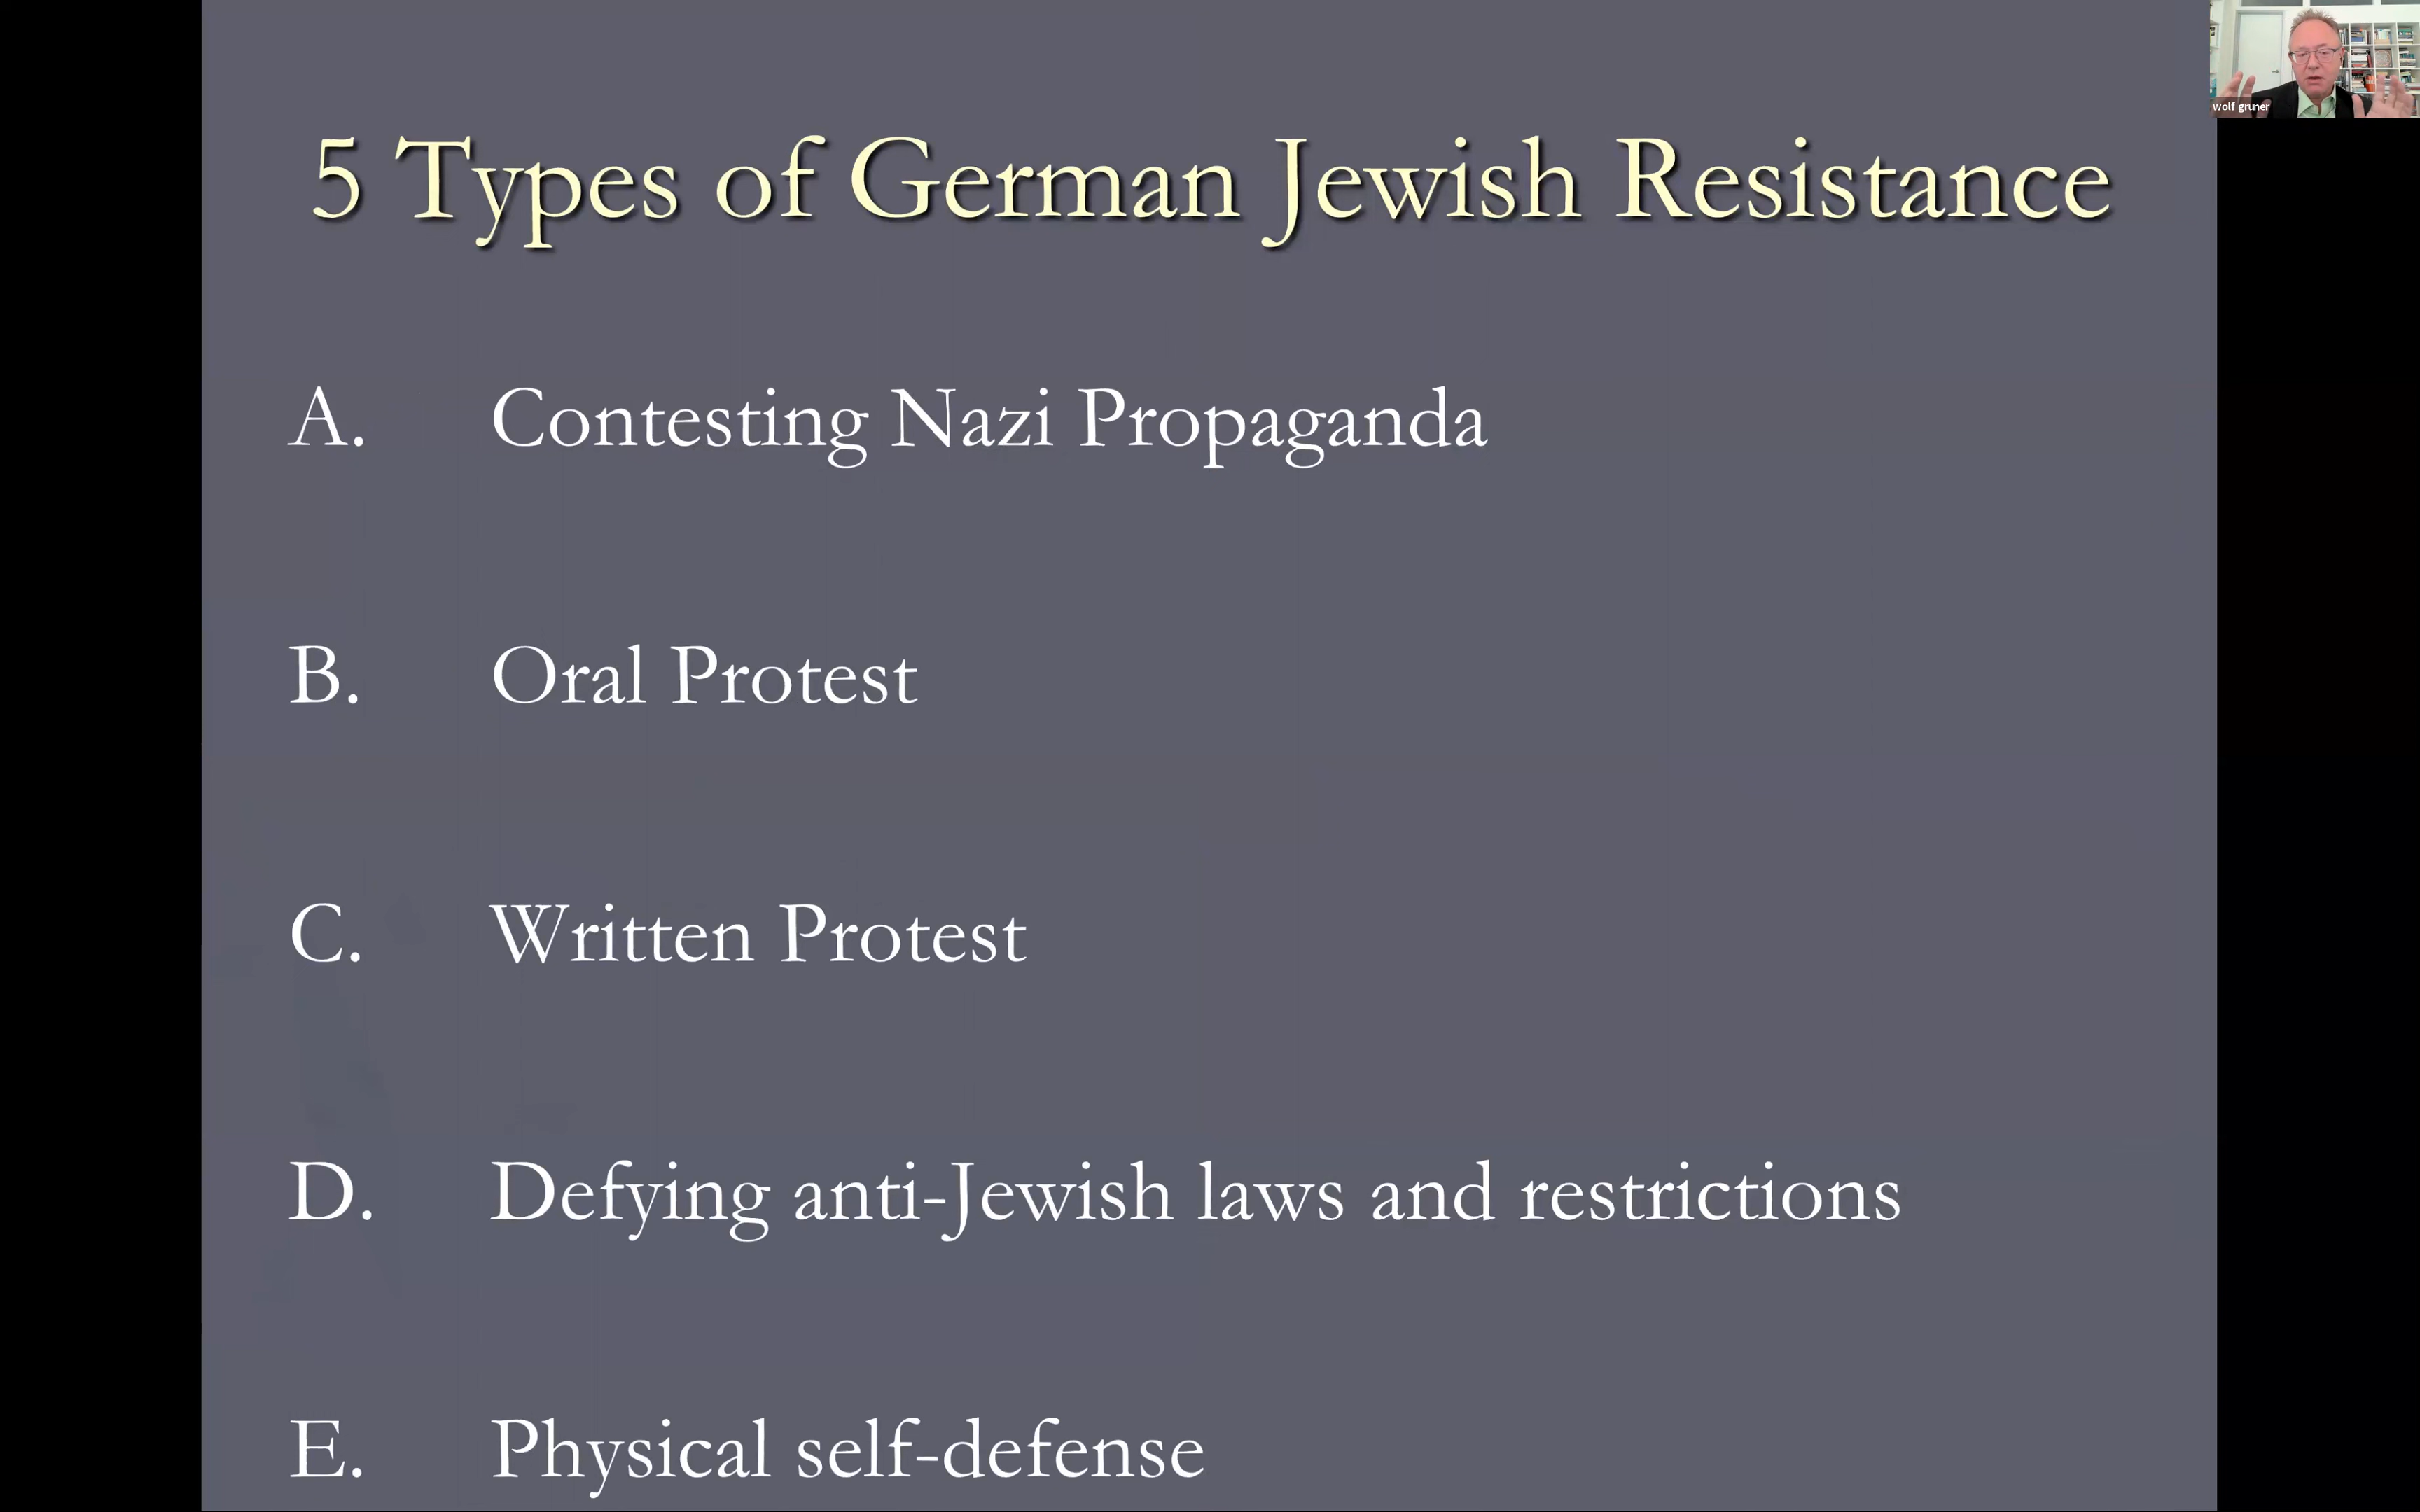 wolf gruner
5 Types of German Jewish Resistance
A. Contesting Nazi Propaganda
B. Oral Protest
C. Written Protest
D. Defying anti-Jewish laws and restrictions
E. Physical self-defense